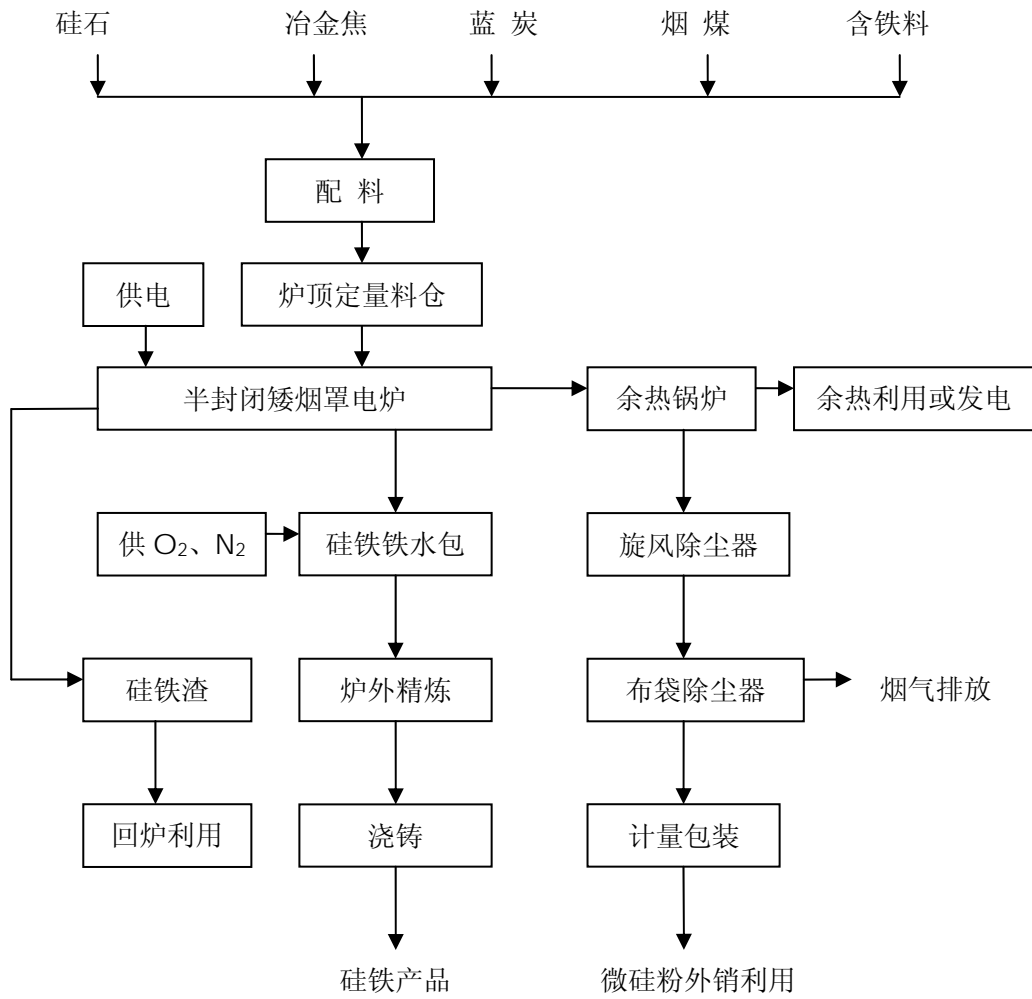 硅石 冶金焦 蓝 炭 烟 煤 含铁料
配 料
供电 炉顶定量料仓
半封闭矮烟罩电炉 余热锅炉 余热利用或发电
供 O₂、N₂ 硅铁铁水包 旋风除尘器
硅铁渣 炉外精炼 布袋除尘器 烟气排放
回炉利用 浇铸 计量包装
硅铁产品 微硅粉外销利用